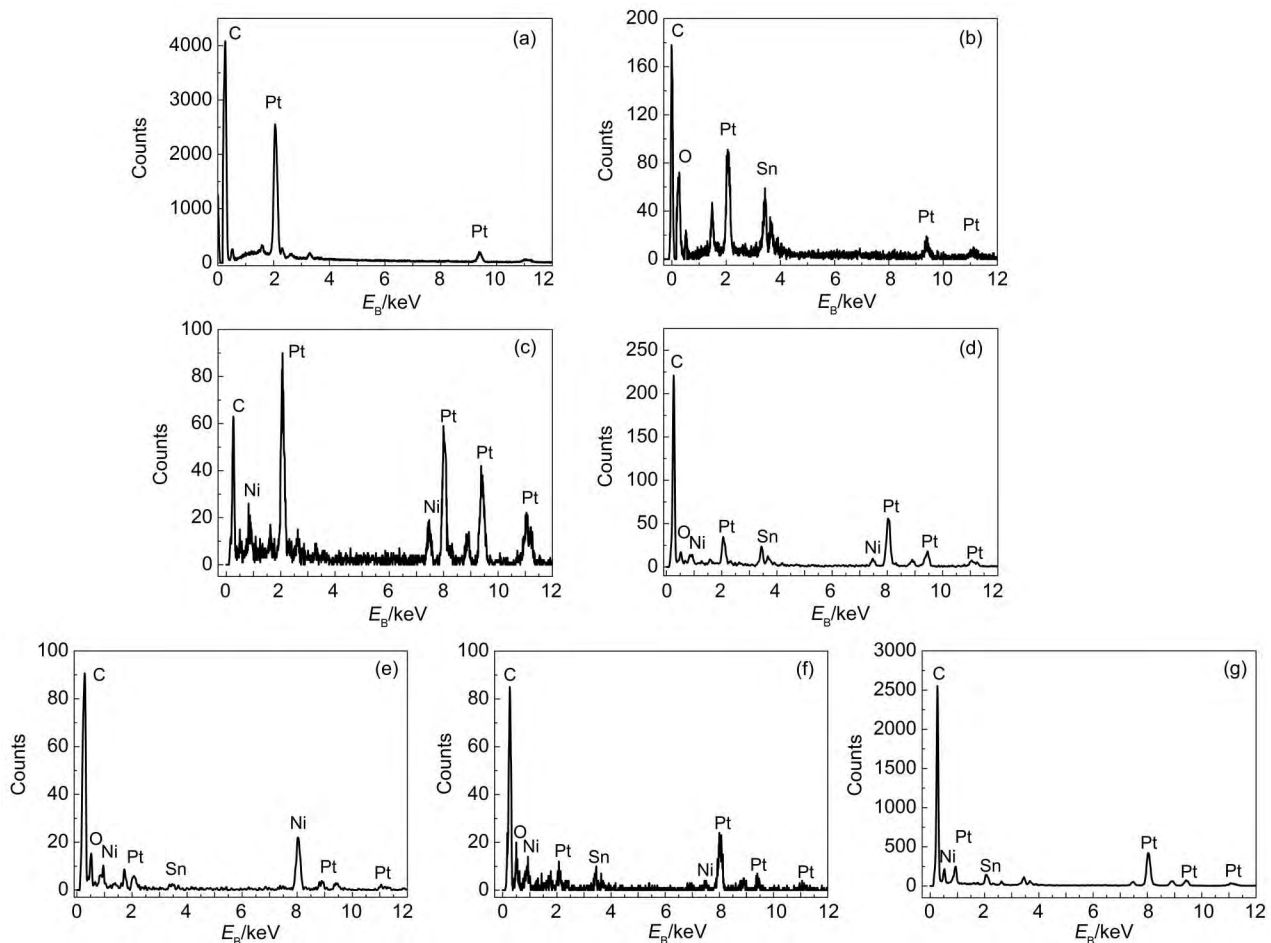 (a)
C
Pt
Pt
4000
3000
2000
1000
0
Counts
0 2 4 6 8 10 12
E_B/keV
(b)
C
O
Pt
Sn
Pt
Pt
200
160
120
80
40
0
Counts
0 2 4 6 8 10 12
E_B/keV
(c)
C
Ni
Pt
Ni
Pt
Pt
Pt
100
80
60
40
20
0
Counts
0 2 4 6 8 10 12
E_B/keV
(d)
C
O
Ni
Pt
Sn
Ni
Pt
Pt
Pt
250
200
150
100
50
0
Counts
0 2 4 6 8 10 12
E_B/keV
(e)
C
O
Ni
Pt
Sn
Ni
Pt
Pt
100
80
60
40
20
0
Counts
0 2 4 6 8 10 12
E_B/keV
(f)
C
O
Ni
Pt
Sn
Ni
Pt
Pt
Pt
100
80
60
40
20
0
Counts
0 2 4 6 8 10 12
E_B/keV
(g)
C
Ni
Pt
Sn
Pt
Pt
Pt
3000
2500
2000
1500
1000
500
0
Counts
0 2 4 6 8 10 12
E_B/keV